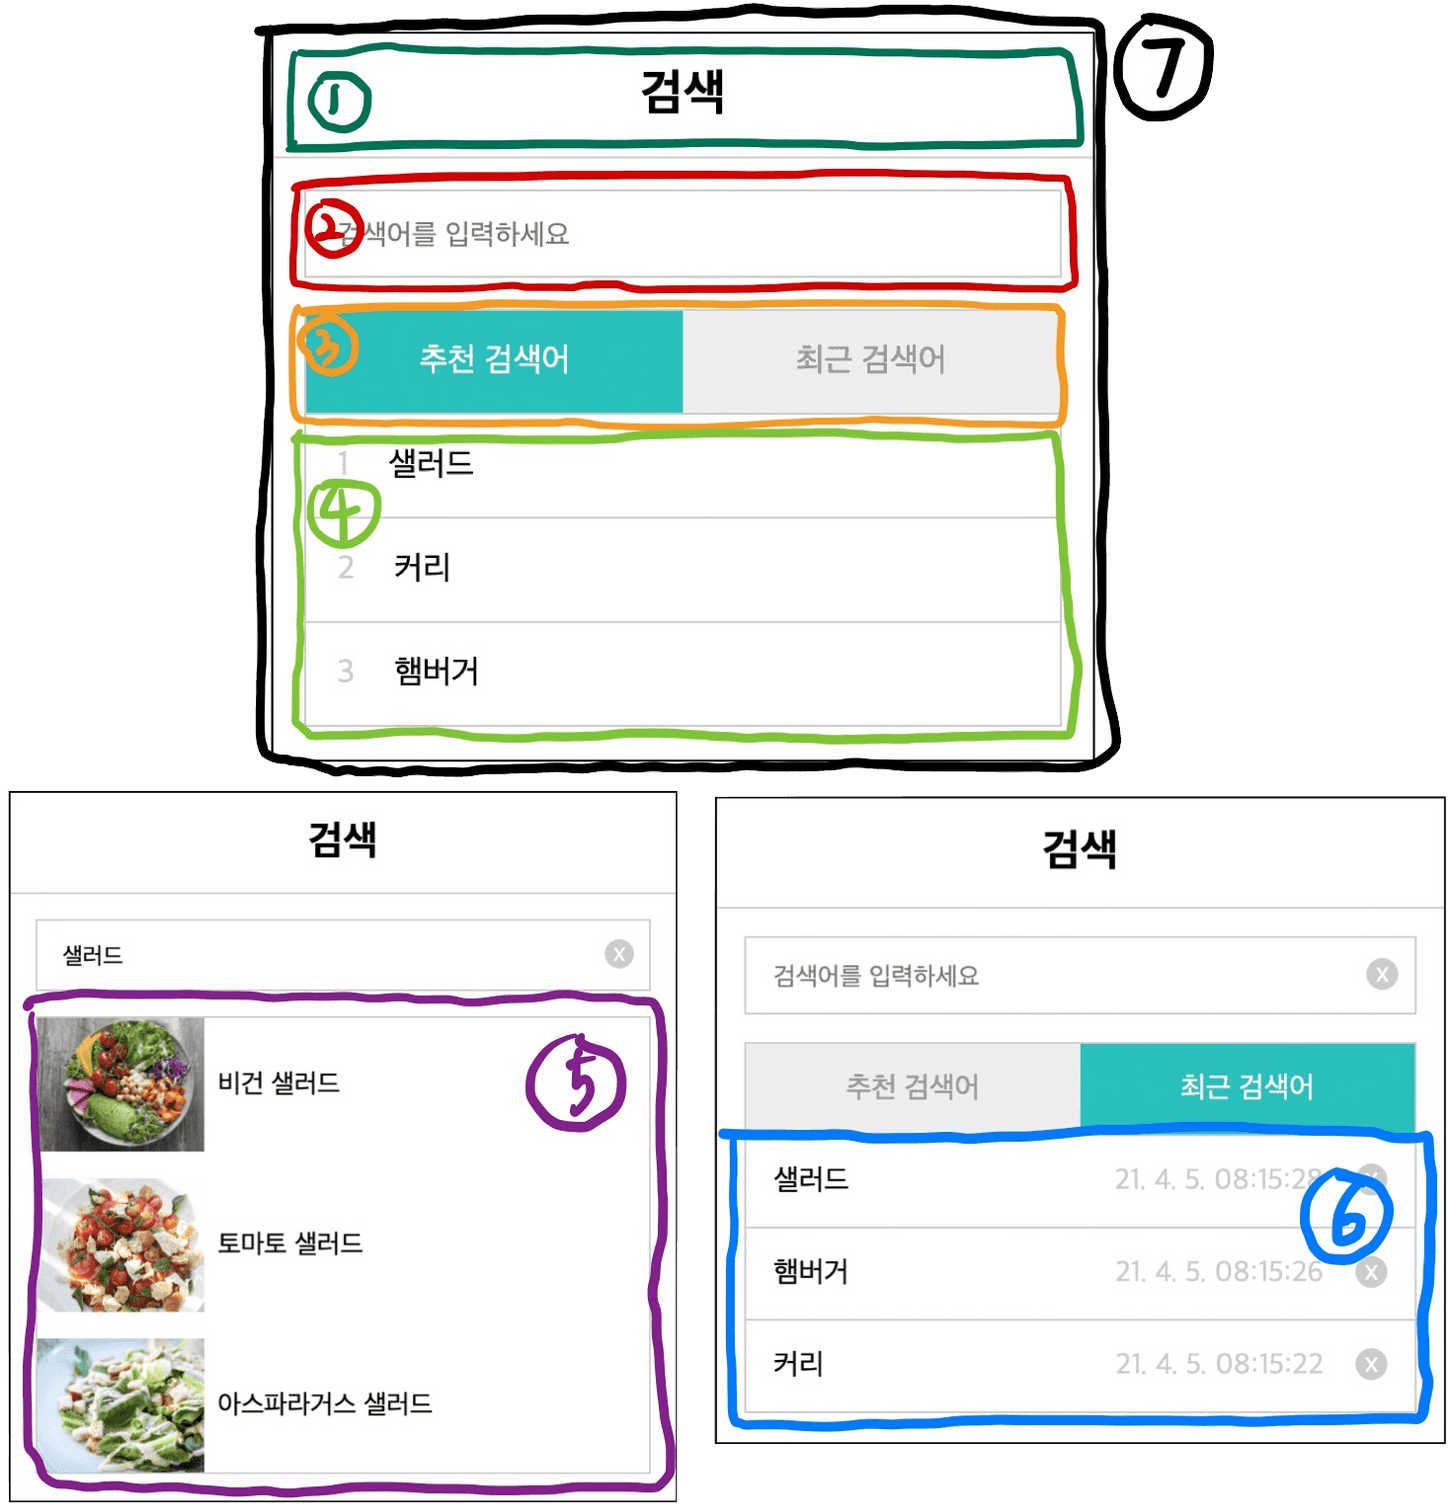 7
1 검색
2 검색어를 입력하세요
3 추천 검색어 최근 검색어
1 샐러드
4
2 커리
3 햄버거
검색
샐러드 X
5
비건 샐러드
토마토 샐러드
아스파라거스 샐러드
검색
검색어를 입력하세요 X
추천 검색어 최근 검색어
샐러드 21. 4. 5. 08:15:28 X
6
햄버거 21. 4. 5. 08:15:26 X
커리 21. 4. 5. 08:15:22 X